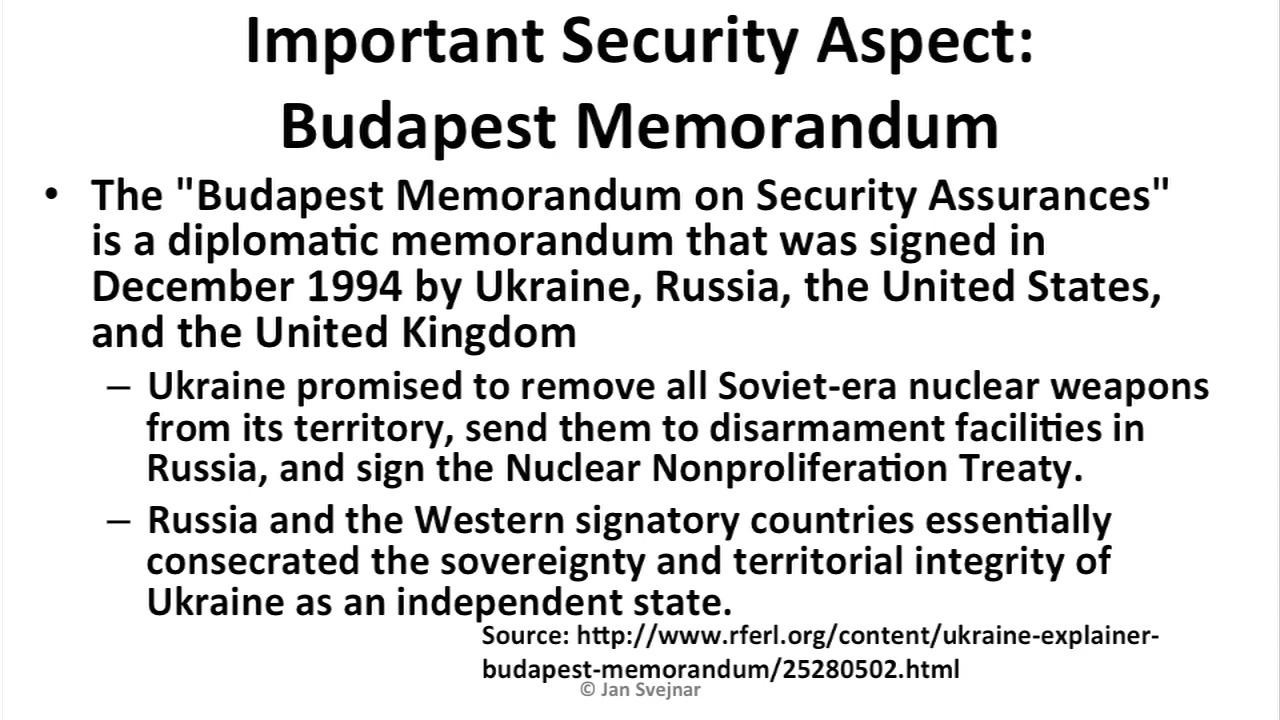 Important Security Aspect:
Budapest Memorandum
• The "Budapest Memorandum on Security Assurances"
is a diplomatic memorandum that was signed in
December 1994 by Ukraine, Russia, the United States,
and the United Kingdom
– Ukraine promised to remove all Soviet-era nuclear weapons
from its territory, send them to disarmament facilities in
Russia, and sign the Nuclear Nonproliferation Treaty.
– Russia and the Western signatory countries essentially
consecrated the sovereignty and territorial integrity of
Ukraine as an independent state.
Source: http://www.rferl.org/content/ukraine-explainer-
budapest-memorandum/25280502.html
© Jan Svejnar